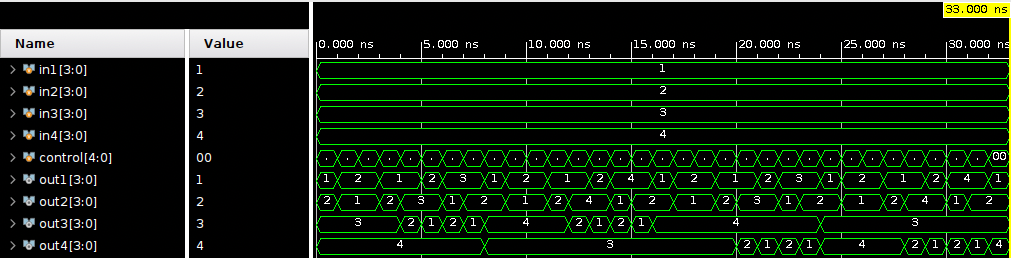 33.000 ns
Name Value 0.000 ns 5.000 ns 10.000 ns 15.000 ns 20.000 ns 25.000 ns 30.000 ns
in1[3:0] 1 1
in2[3:0] 2 2
in3[3:0] 3 3
in4[3:0] 4 4
control[4:0] 00 . . . . . . . . . . . . . . . . . . . . . . . . . . . . . . . . 00
out1[3:0] 1 1 2 1 2 3 1 2 1 2 4 1 2 1 2 3 1 2 1 2 4 1
out2[3:0] 2 2 1 2 3 1 2 1 2 4 1 2 1 2 3 1 2 1 2 4 1 2
out3[3:0] 3 3 2 1 2 1 4 2 1 2 1 4 3
out4[3:0] 4 4 3 2 1 2 1 4 2 1 2 1 4